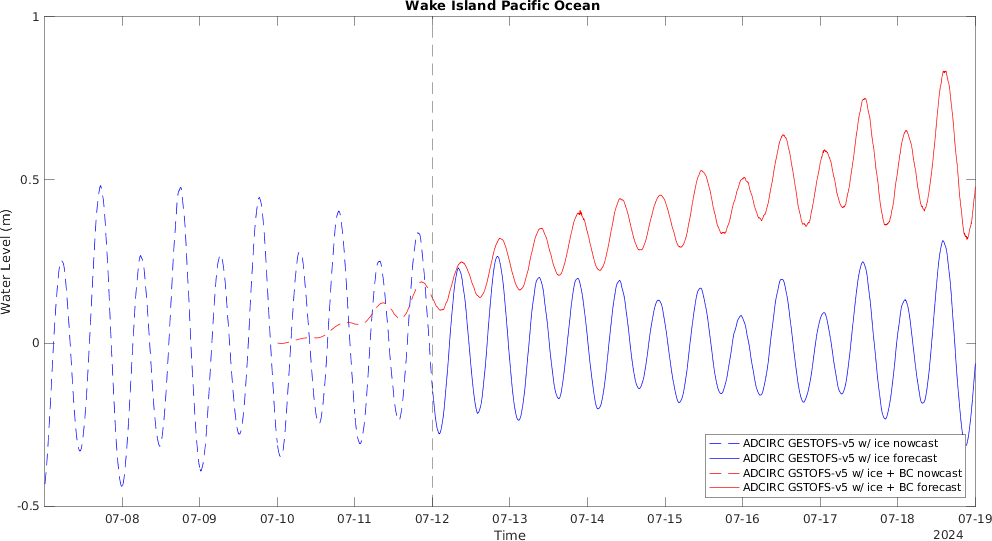 Wake Island Pacific Ocean
1
0.5
0
-0.5
Water Level (m)
07-08 07-09 07-10 07-11 07-12 07-13 07-14 07-15 07-16 07-17 07-18 07-19
Time
2024
ADCIRC GESTOFS-v5 w/ ice nowcast
ADCIRC GESTOFS-v5 w/ ice forecast
ADCIRC GSTOFS-v5 w/ ice + BC nowcast
ADCIRC GSTOFS-v5 w/ ice + BC forecast